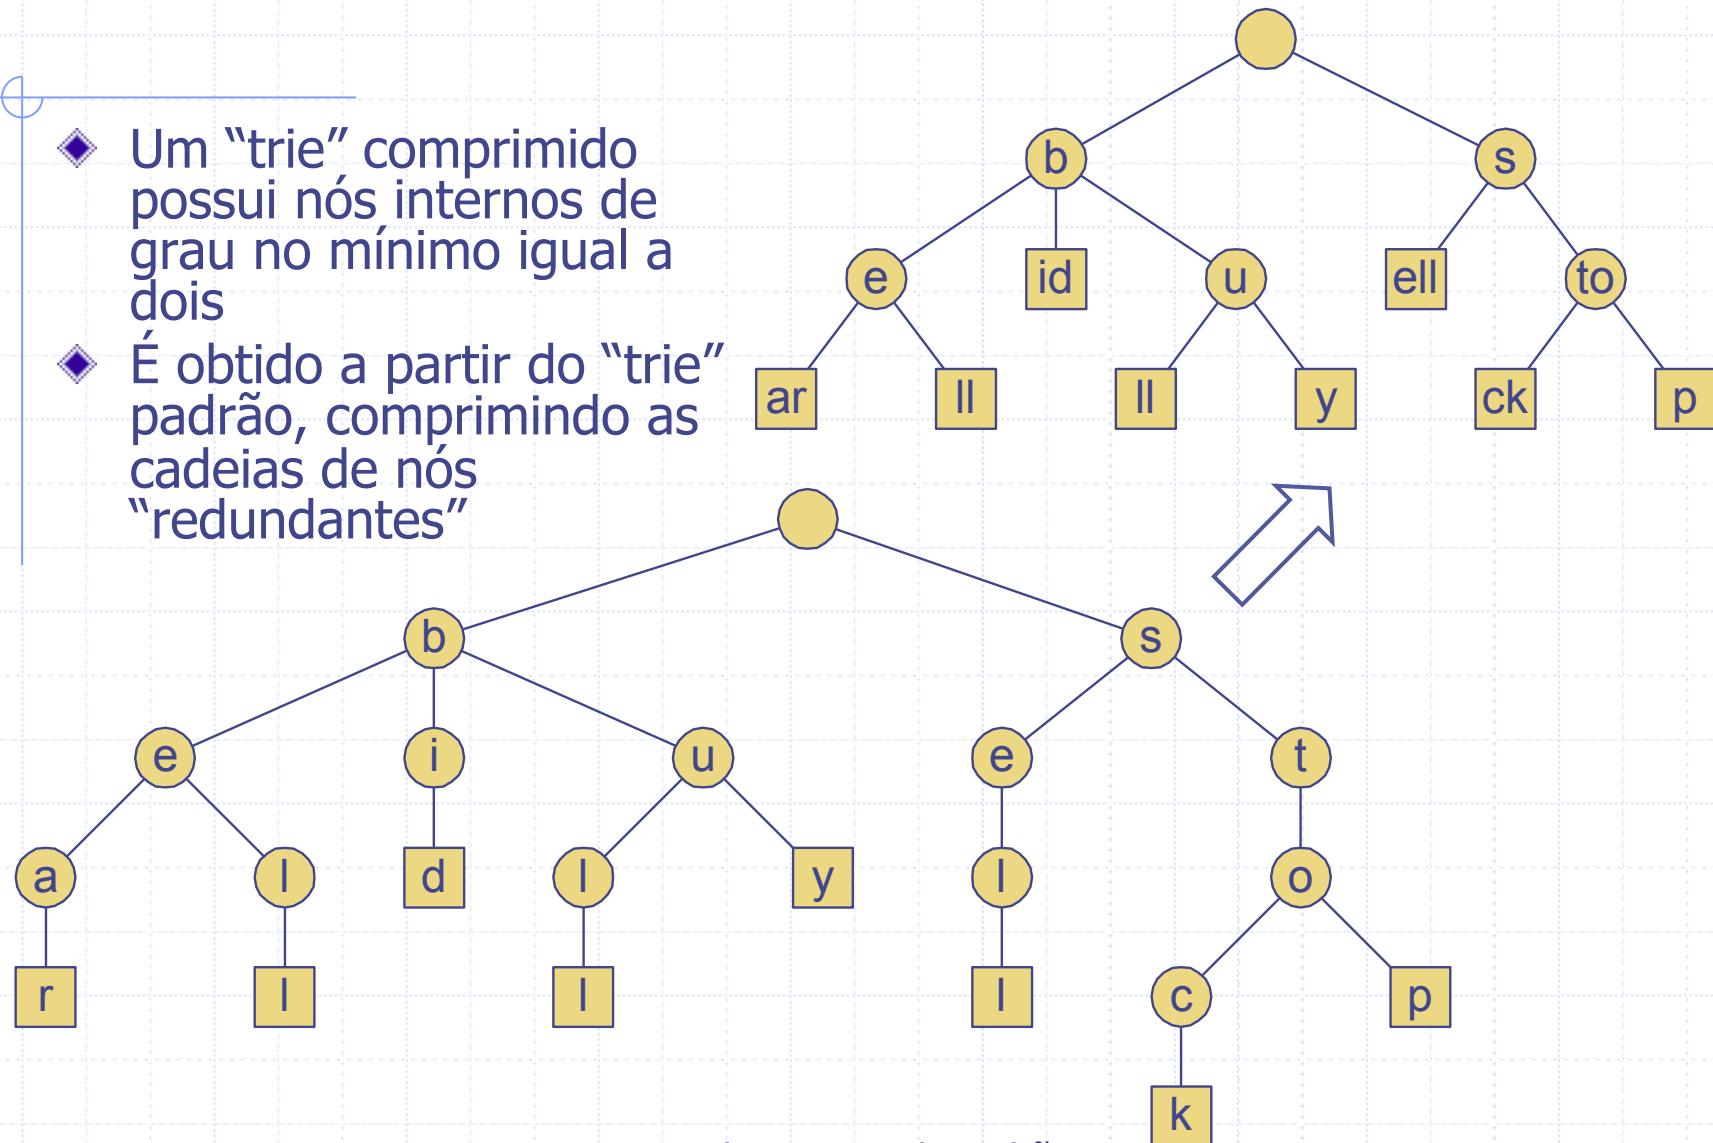 Um “trie” comprimido
possui nós internos de
grau no mínimo igual a
dois
É obtido a partir do “trie”
padrão, comprimindo as
cadeias de nós
“redundantes”
b s
e id u ell to
ar ll ll y ck p
b s
e i u e t
a l d l y l o
r l l l c p
k